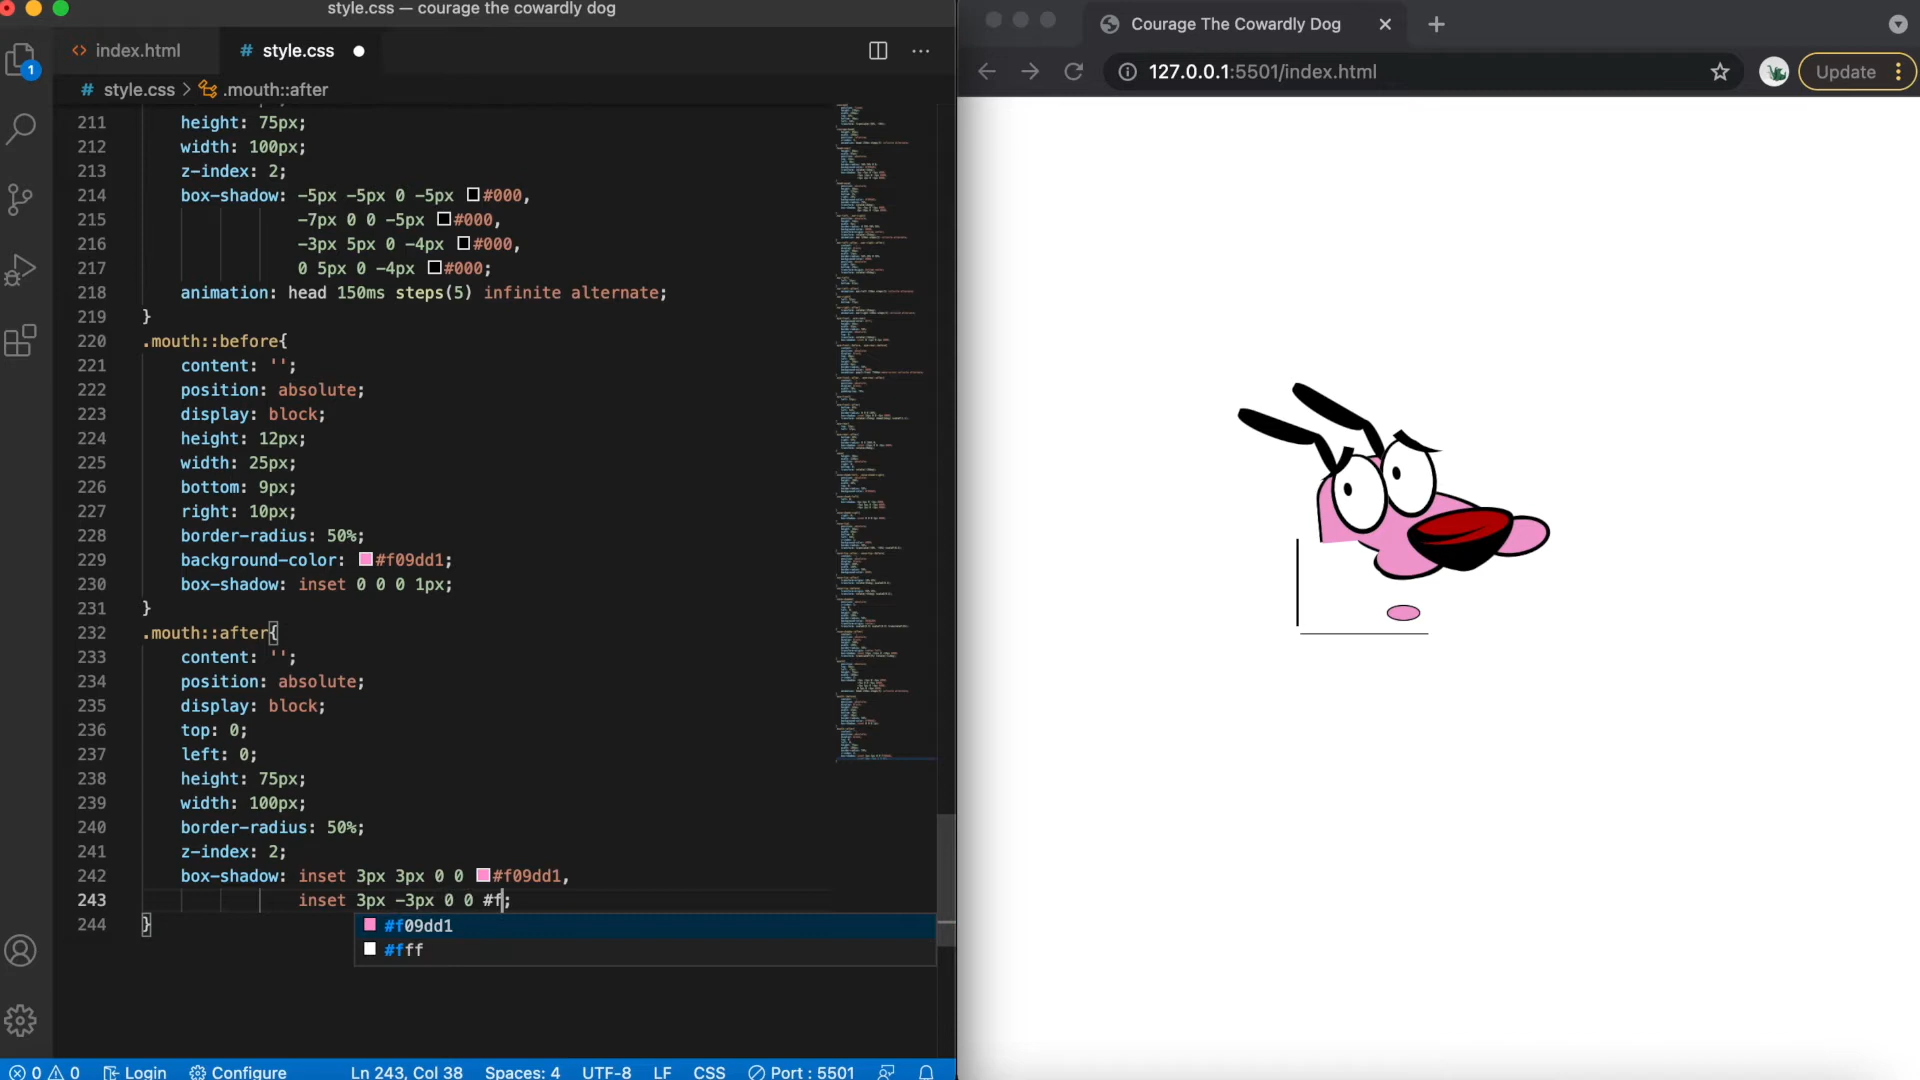 style.css — courage the cowardly dog
index.html
# style.css
# style.css > .mouth::after
1
211 height: 75px;
212 width: 100px;
213 z-index: 2;
214 box-shadow: -5px -5px 0 -5px #000,
215 -7px 0 0 -5px #000,
216 -3px 5px 0 -4px #000,
217 0 5px 0 -4px #000;
218 animation: head 150ms steps(5) infinite alternate;
219 }
220 .mouth::before{
221 content: '';
222 position: absolute;
223 display: block;
224 height: 12px;
225 width: 25px;
226 bottom: 9px;
227 right: 10px;
228 border-radius: 50%;
229 background-color: #f09dd1;
230 box-shadow: inset 0 0 0 1px;
231 }
232 .mouth::after{
233 content: '';
234 position: absolute;
235 display: block;
236 top: 0;
237 left: 0;
238 height: 75px;
239 width: 100px;
240 border-radius: 50%;
241 z-index: 2;
242 box-shadow: inset 3px 3px 0 0 #f09dd1,
243 inset 3px -3px 0 0 #f;
244 }
#f09dd1
#fff
0 0 Login Configure Ln 243, Col 38 Spaces: 4 UTF-8 LF CSS Port : 5501
Courage The Cowardly Dog
127.0.0.1:5501/index.html
Update